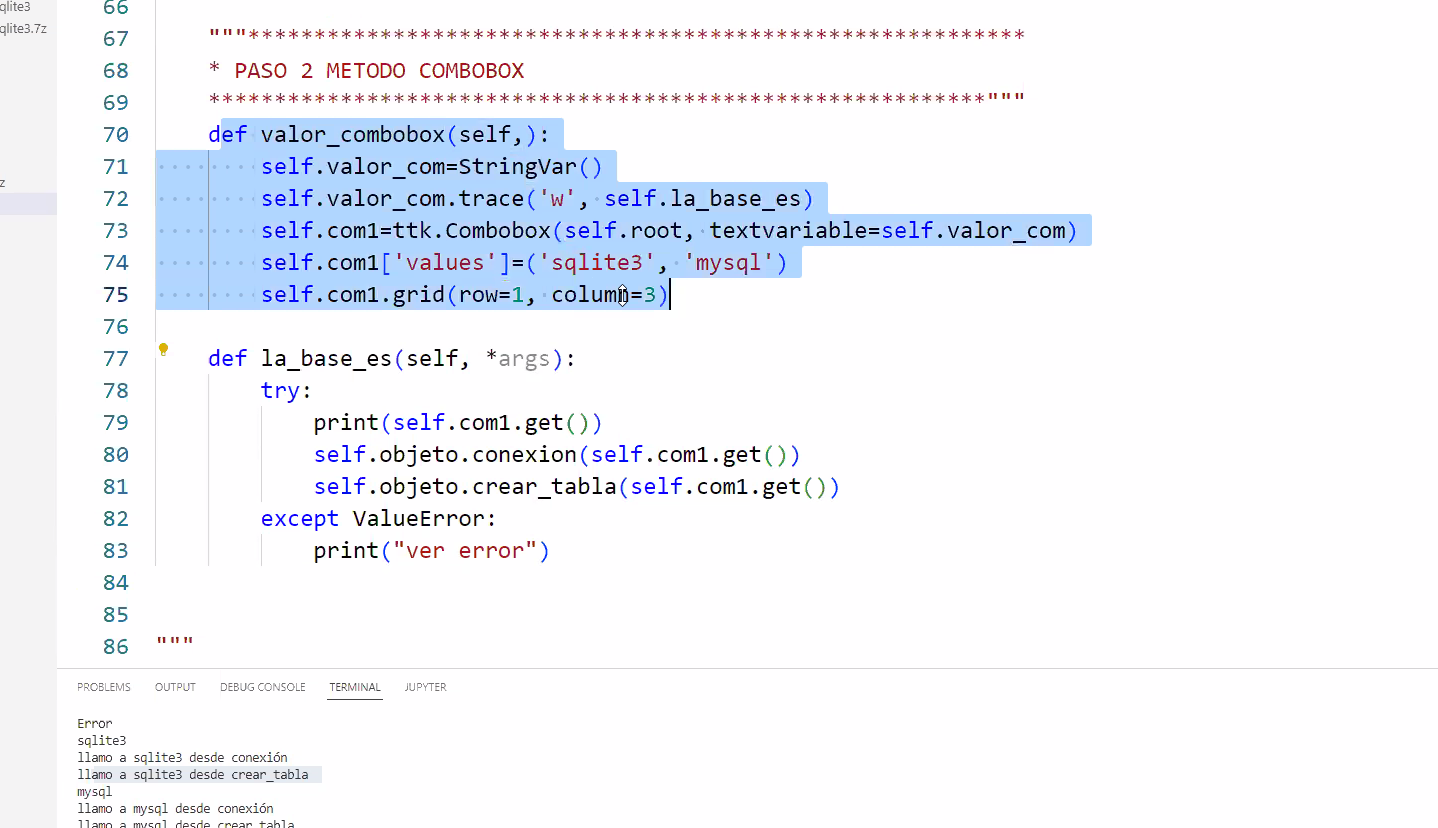 qlite3
qlite3.7z
z
66
67 """***********************************************************
68 * PASO 2 METODO COMBOBOX
69 ***********************************************************"""
70 def valor_combobox(self,):
71 self.valor_com=StringVar()
72 self.valor_com.trace('w', self.la_base_es)
73 self.com1=ttk.Combobox(self.root, textvariable=self.valor_com)
74 self.com1['values']=('sqlite3', 'mysql')
75 self.com1.grid(row=1, column=3)
76
77 def la_base_es(self, *args):
78 try:
79 print(self.com1.get())
80 self.objeto.conexion(self.com1.get())
81 self.objeto.crear_tabla(self.com1.get())
82 except ValueError:
83 print("ver error")
84
85
86 """
PROBLEMS OUTPUT DEBUG CONSOLE TERMINAL JUPYTER
Error
sqlite3
llamo a sqlite3 desde conexión
llamo a sqlite3 desde crear_tabla
mysql
llamo a mysql desde conexión
llamo a mysql desde crear_tabla